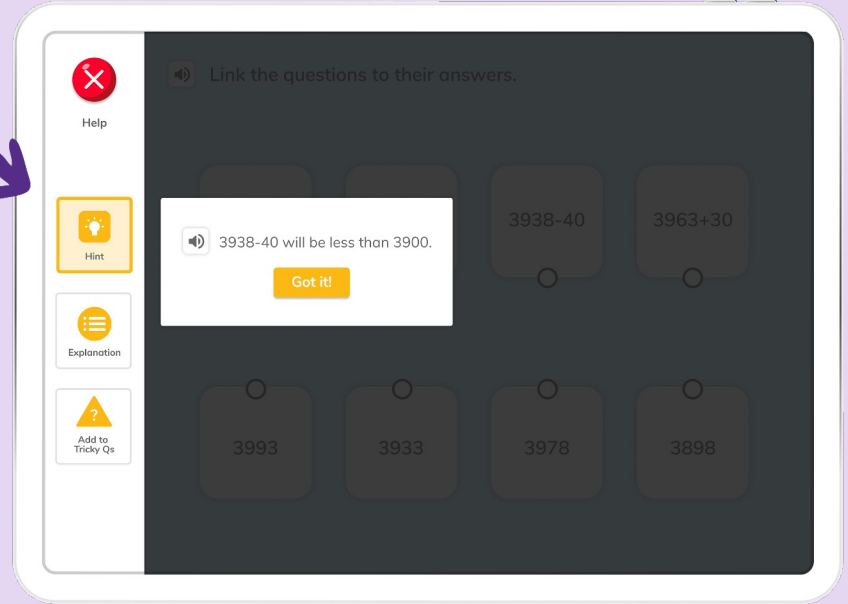 Help
Link the questions to their answers.
3938-40
3963+30
3938-40 will be less than 3900.
Got it!
Hint
Explanation
Add to
Tricky Qs
3993
3933
3978
3898